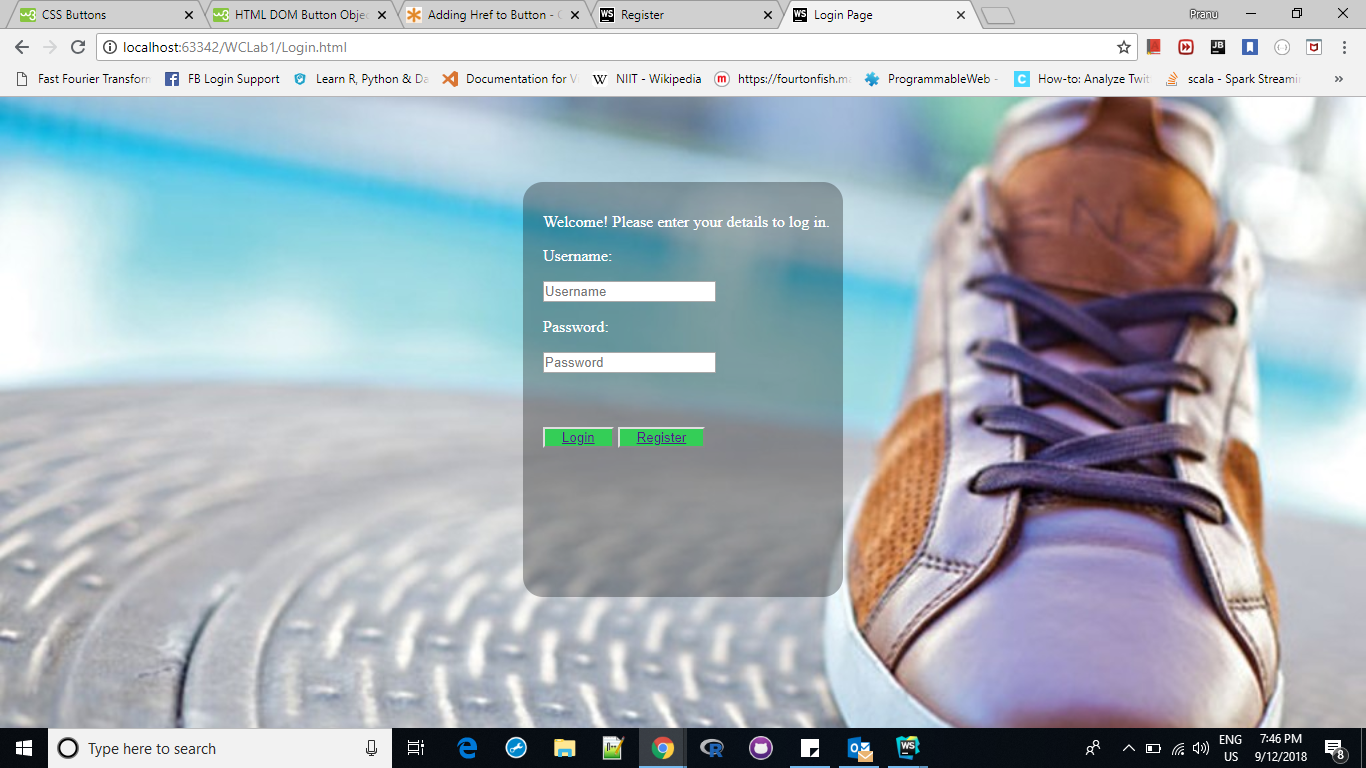 CSS Buttons
HTML DOM Button Objec
Adding Href to Button -
Register
Login Page
Pranu
localhost:63342/WCLab1/Login.html
Fast Fourier Transform
FB Login Support
Learn R, Python & Da
Documentation for V
NIIT - Wikipedia
https://fourtonfish.m
ProgrammableWeb -
How-to: Analyze Twit
scala - Spark Streamin
»
Welcome! Please enter your details to log in.
Username:
Username
Password:
Password
Login Register
Type here to search
ENG
US
7:46 PM
9/12/2018
8